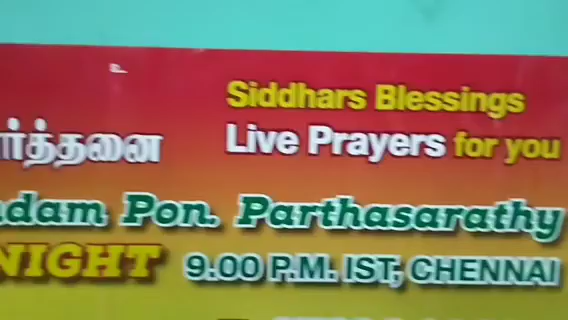 Siddhars Blessings
ர்த்தனை Live Prayers for you
dam Pon. Parthasarathy
NIGHT 9.00 P.M. IST, CHENNAI